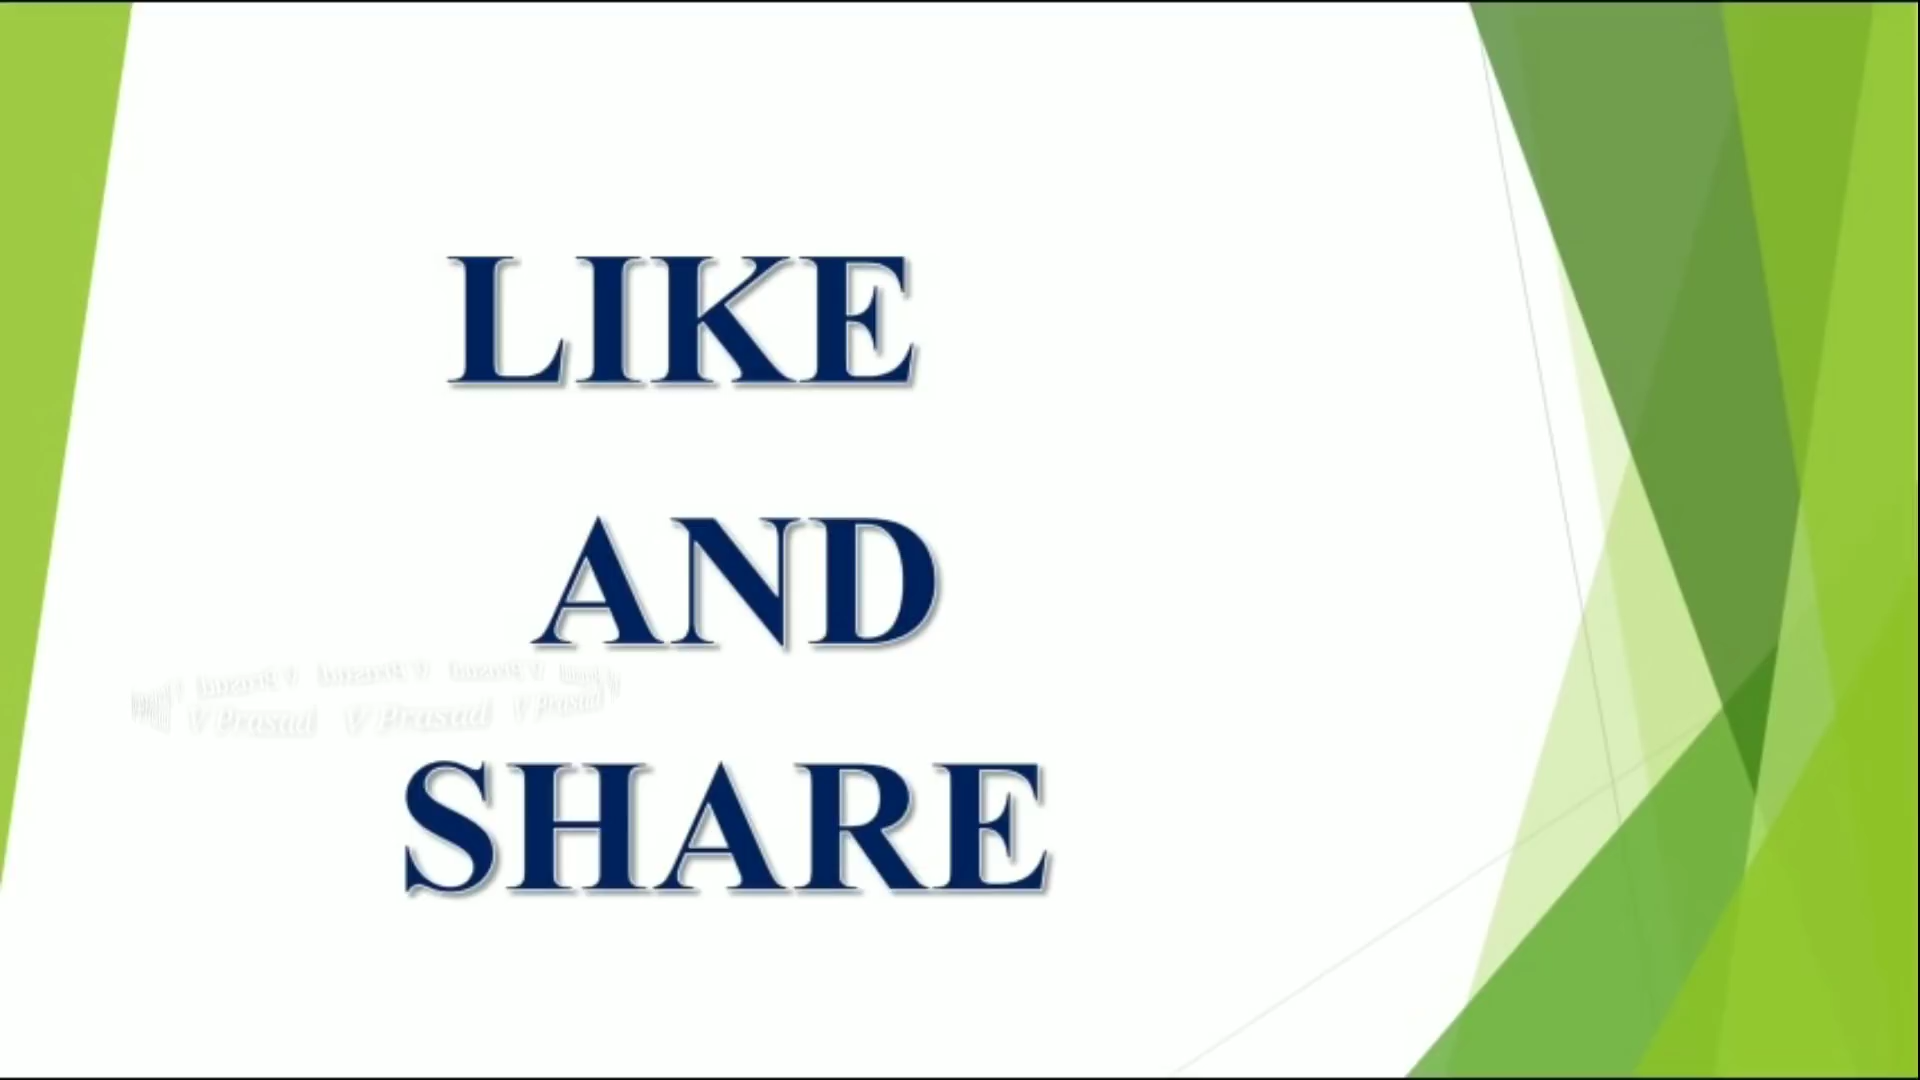 LIKE
AND
V Prasad V Prasad V Prasad
SHARE